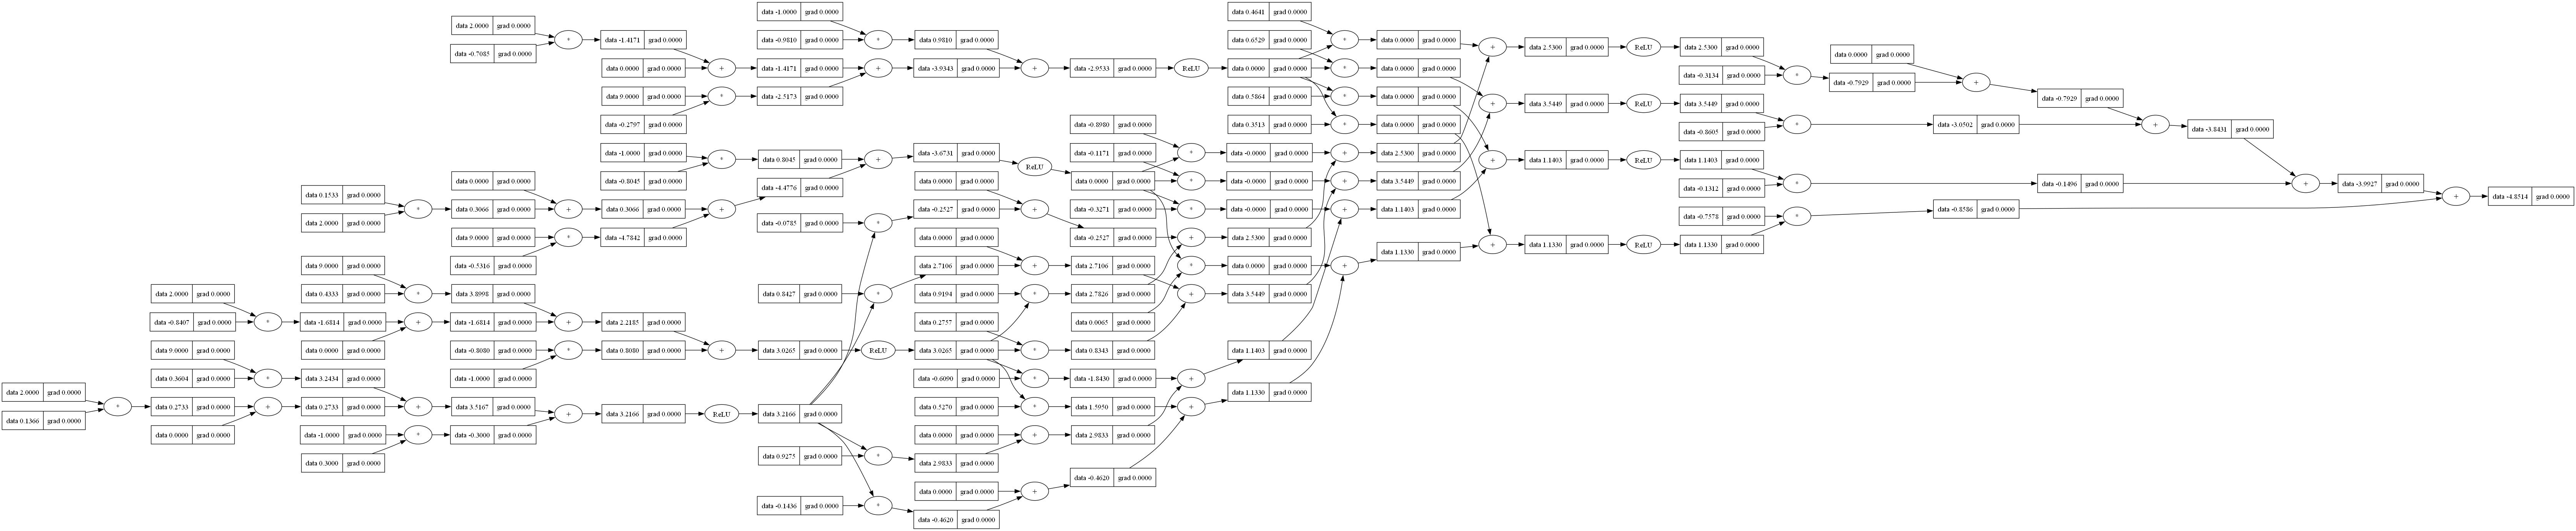 data -1.0000 | grad 0.0000
data 0.4641 | grad 0.0000
data 2.0000 | grad 0.0000
*
data -0.7085 | grad 0.0000
data -1.4171 | grad 0.0000
data -0.9810 | grad 0.0000
*
data 0.9810 | grad 0.0000
data 0.6529 | grad 0.0000
*
data 0.0000 | grad 0.0000
+
data 2.5300 | grad 0.0000
ReLU
data 2.5300 | grad 0.0000
data 0.0000 | grad 0.0000
data 0.0000 | grad 0.0000
+
data -1.4171 | grad 0.0000
+
data -3.9343 | grad 0.0000
+
data -2.9533 | grad 0.0000
ReLU
data 0.0000 | grad 0.0000
*
data 0.0000 | grad 0.0000
data -0.3134 | grad 0.0000
*
data -0.7929 | grad 0.0000
+
data 9.0000 | grad 0.0000
*
data -2.5173 | grad 0.0000
data 0.5864 | grad 0.0000
*
data 0.0000 | grad 0.0000
+
data 3.5449 | grad 0.0000
ReLU
data 3.5449 | grad 0.0000
data -0.7929 | grad 0.0000
data -0.2797 | grad 0.0000
data -0.8980 | grad 0.0000
data 0.3513 | grad 0.0000
*
data 0.0000 | grad 0.0000
data -0.8605 | grad 0.0000
*
data -3.0502 | grad 0.0000
+
data -3.8431 | grad 0.0000
data -1.0000 | grad 0.0000
*
data 0.8045 | grad 0.0000
+
data -3.6731 | grad 0.0000
ReLU
data -0.1171 | grad 0.0000
*
data -0.0000 | grad 0.0000
+
data 2.5300 | grad 0.0000
+
data 1.1403 | grad 0.0000
ReLU
data 1.1403 | grad 0.0000
data -0.8045 | grad 0.0000
data -4.4776 | grad 0.0000
data 0.0000 | grad 0.0000
*
data -0.0000 | grad 0.0000
+
data 3.5449 | grad 0.0000
data -0.1312 | grad 0.0000
*
data -0.1496 | grad 0.0000
+
data -3.9927 | grad 0.0000
+
data -4.8514 | grad 0.0000
data 0.1533 | grad 0.0000
*
data 2.0000 | grad 0.0000
data 0.0000 | grad 0.0000
data 0.3066 | grad 0.0000
+
data 0.3066 | grad 0.0000
+
data -0.0785 | grad 0.0000
*
data 0.0000 | grad 0.0000
data -0.2527 | grad 0.0000
+
data -0.3271 | grad 0.0000
*
data -0.0000 | grad 0.0000
+
data 1.1403 | grad 0.0000
data -0.7578 | grad 0.0000
*
data -0.8586 | grad 0.0000
data 9.0000 | grad 0.0000
*
data -4.7842 | grad 0.0000
data 0.0000 | grad 0.0000
data -0.2527 | grad 0.0000
+
data 2.5300 | grad 0.0000
data 1.1330 | grad 0.0000
+
data 1.1330 | grad 0.0000
ReLU
data 1.1330 | grad 0.0000
data -0.5316 | grad 0.0000
data 9.0000 | grad 0.0000
data 2.7106 | grad 0.0000
+
data 2.7106 | grad 0.0000
*
data 0.0000 | grad 0.0000
+
data 2.0000 | grad 0.0000
data 0.4333 | grad 0.0000
*
data 3.8998 | grad 0.0000
data 0.8427 | grad 0.0000
*
data 0.9194 | grad 0.0000
*
data 2.7826 | grad 0.0000
+
data 3.5449 | grad 0.0000
data -0.8407 | grad 0.0000
*
data -1.6814 | grad 0.0000
+
data -1.6814 | grad 0.0000
+
data 2.2185 | grad 0.0000
data 0.2757 | grad 0.0000
data 0.0065 | grad 0.0000
data 9.0000 | grad 0.0000
data 0.0000 | grad 0.0000
data -0.8080 | grad 0.0000
*
data 0.8080 | grad 0.0000
+
data 3.0265 | grad 0.0000
ReLU
data 3.0265 | grad 0.0000
*
data 0.8343 | grad 0.0000
data 1.1403 | grad 0.0000
data 0.3604 | grad 0.0000
*
data 3.2434 | grad 0.0000
data -1.0000 | grad 0.0000
data -0.6090 | grad 0.0000
*
data -1.8430 | grad 0.0000
+
data 2.0000 | grad 0.0000
*
data 0.1366 | grad 0.0000
data 0.2733 | grad 0.0000
+
data 0.2733 | grad 0.0000
+
data 3.5167 | grad 0.0000
+
data 3.2166 | grad 0.0000
ReLU
data 3.2166 | grad 0.0000
data 0.5270 | grad 0.0000
*
data 1.5950 | grad 0.0000
+
data 1.1330 | grad 0.0000
data 0.0000 | grad 0.0000
data -1.0000 | grad 0.0000
*
data -0.3000 | grad 0.0000
data 0.0000 | grad 0.0000
+
data 2.9833 | grad 0.0000
data 0.3000 | grad 0.0000
data 0.9275 | grad 0.0000
*
data 2.9833 | grad 0.0000
data -0.4620 | grad 0.0000
data 0.0000 | grad 0.0000
+
data -0.1436 | grad 0.0000
*
data -0.4620 | grad 0.0000